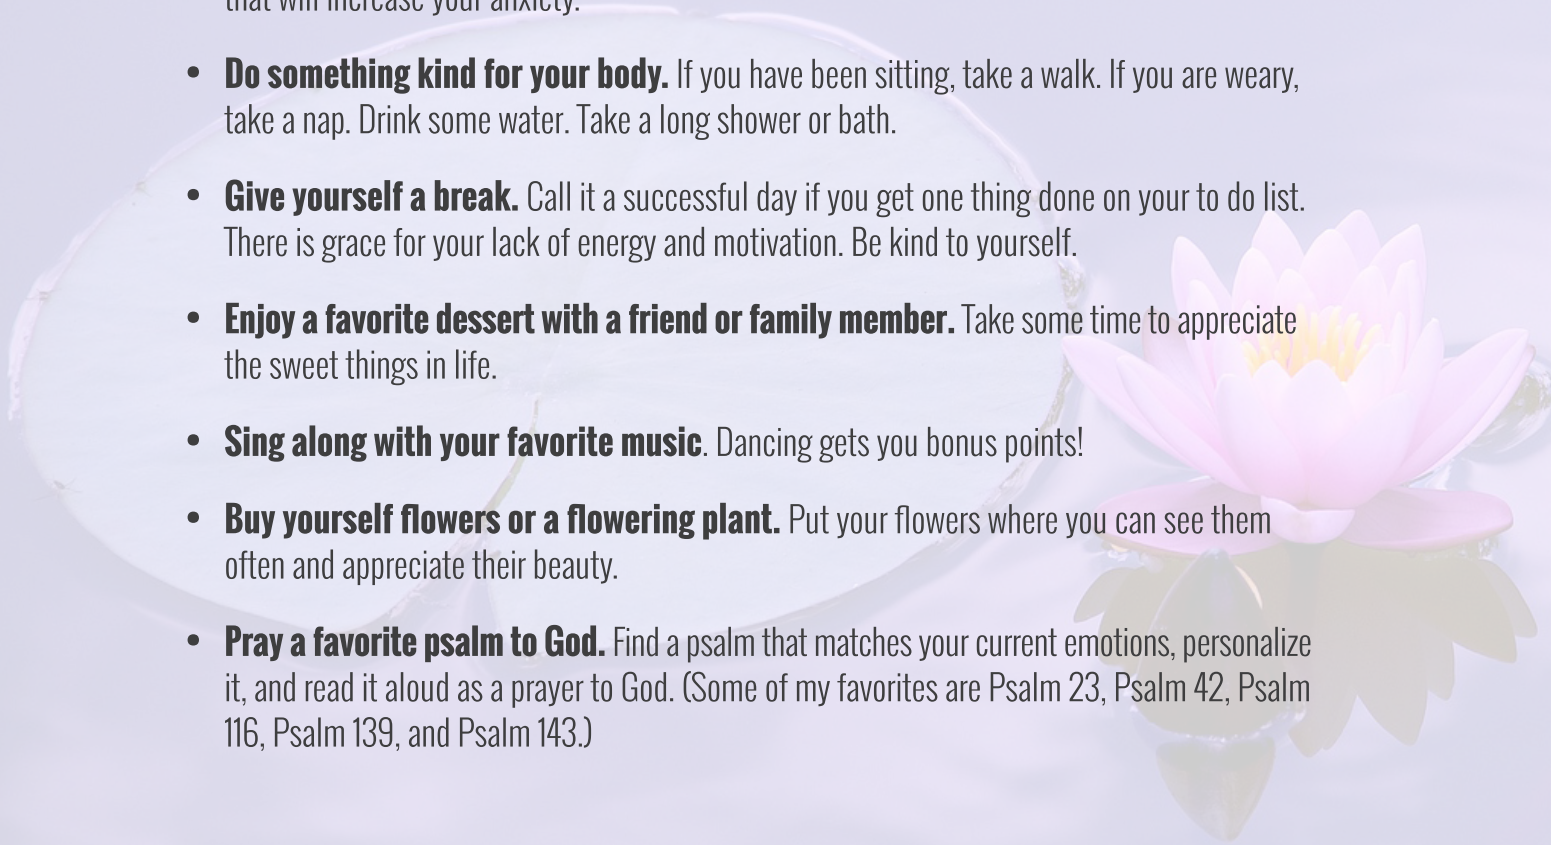 that will increase your anxiety.
• Do something kind for your body. If you have been sitting, take a walk. If you are weary,
take a nap. Drink some water. Take a long shower or bath.
• Give yourself a break. Call it a successful day if you get one thing done on your to do list.
There is grace for your lack of energy and motivation. Be kind to yourself.
• Enjoy a favorite dessert with a friend or family member. Take some time to appreciate
the sweet things in life.
• Sing along with your favorite music. Dancing gets you bonus points!
• Buy yourself flowers or a flowering plant. Put your flowers where you can see them
often and appreciate their beauty.
• Pray a favorite psalm to God. Find a psalm that matches your current emotions, personalize
it, and read it aloud as a prayer to God. (Some of my favorites are Psalm 23, Psalm 42, Psalm
116, Psalm 139, and Psalm 143.)